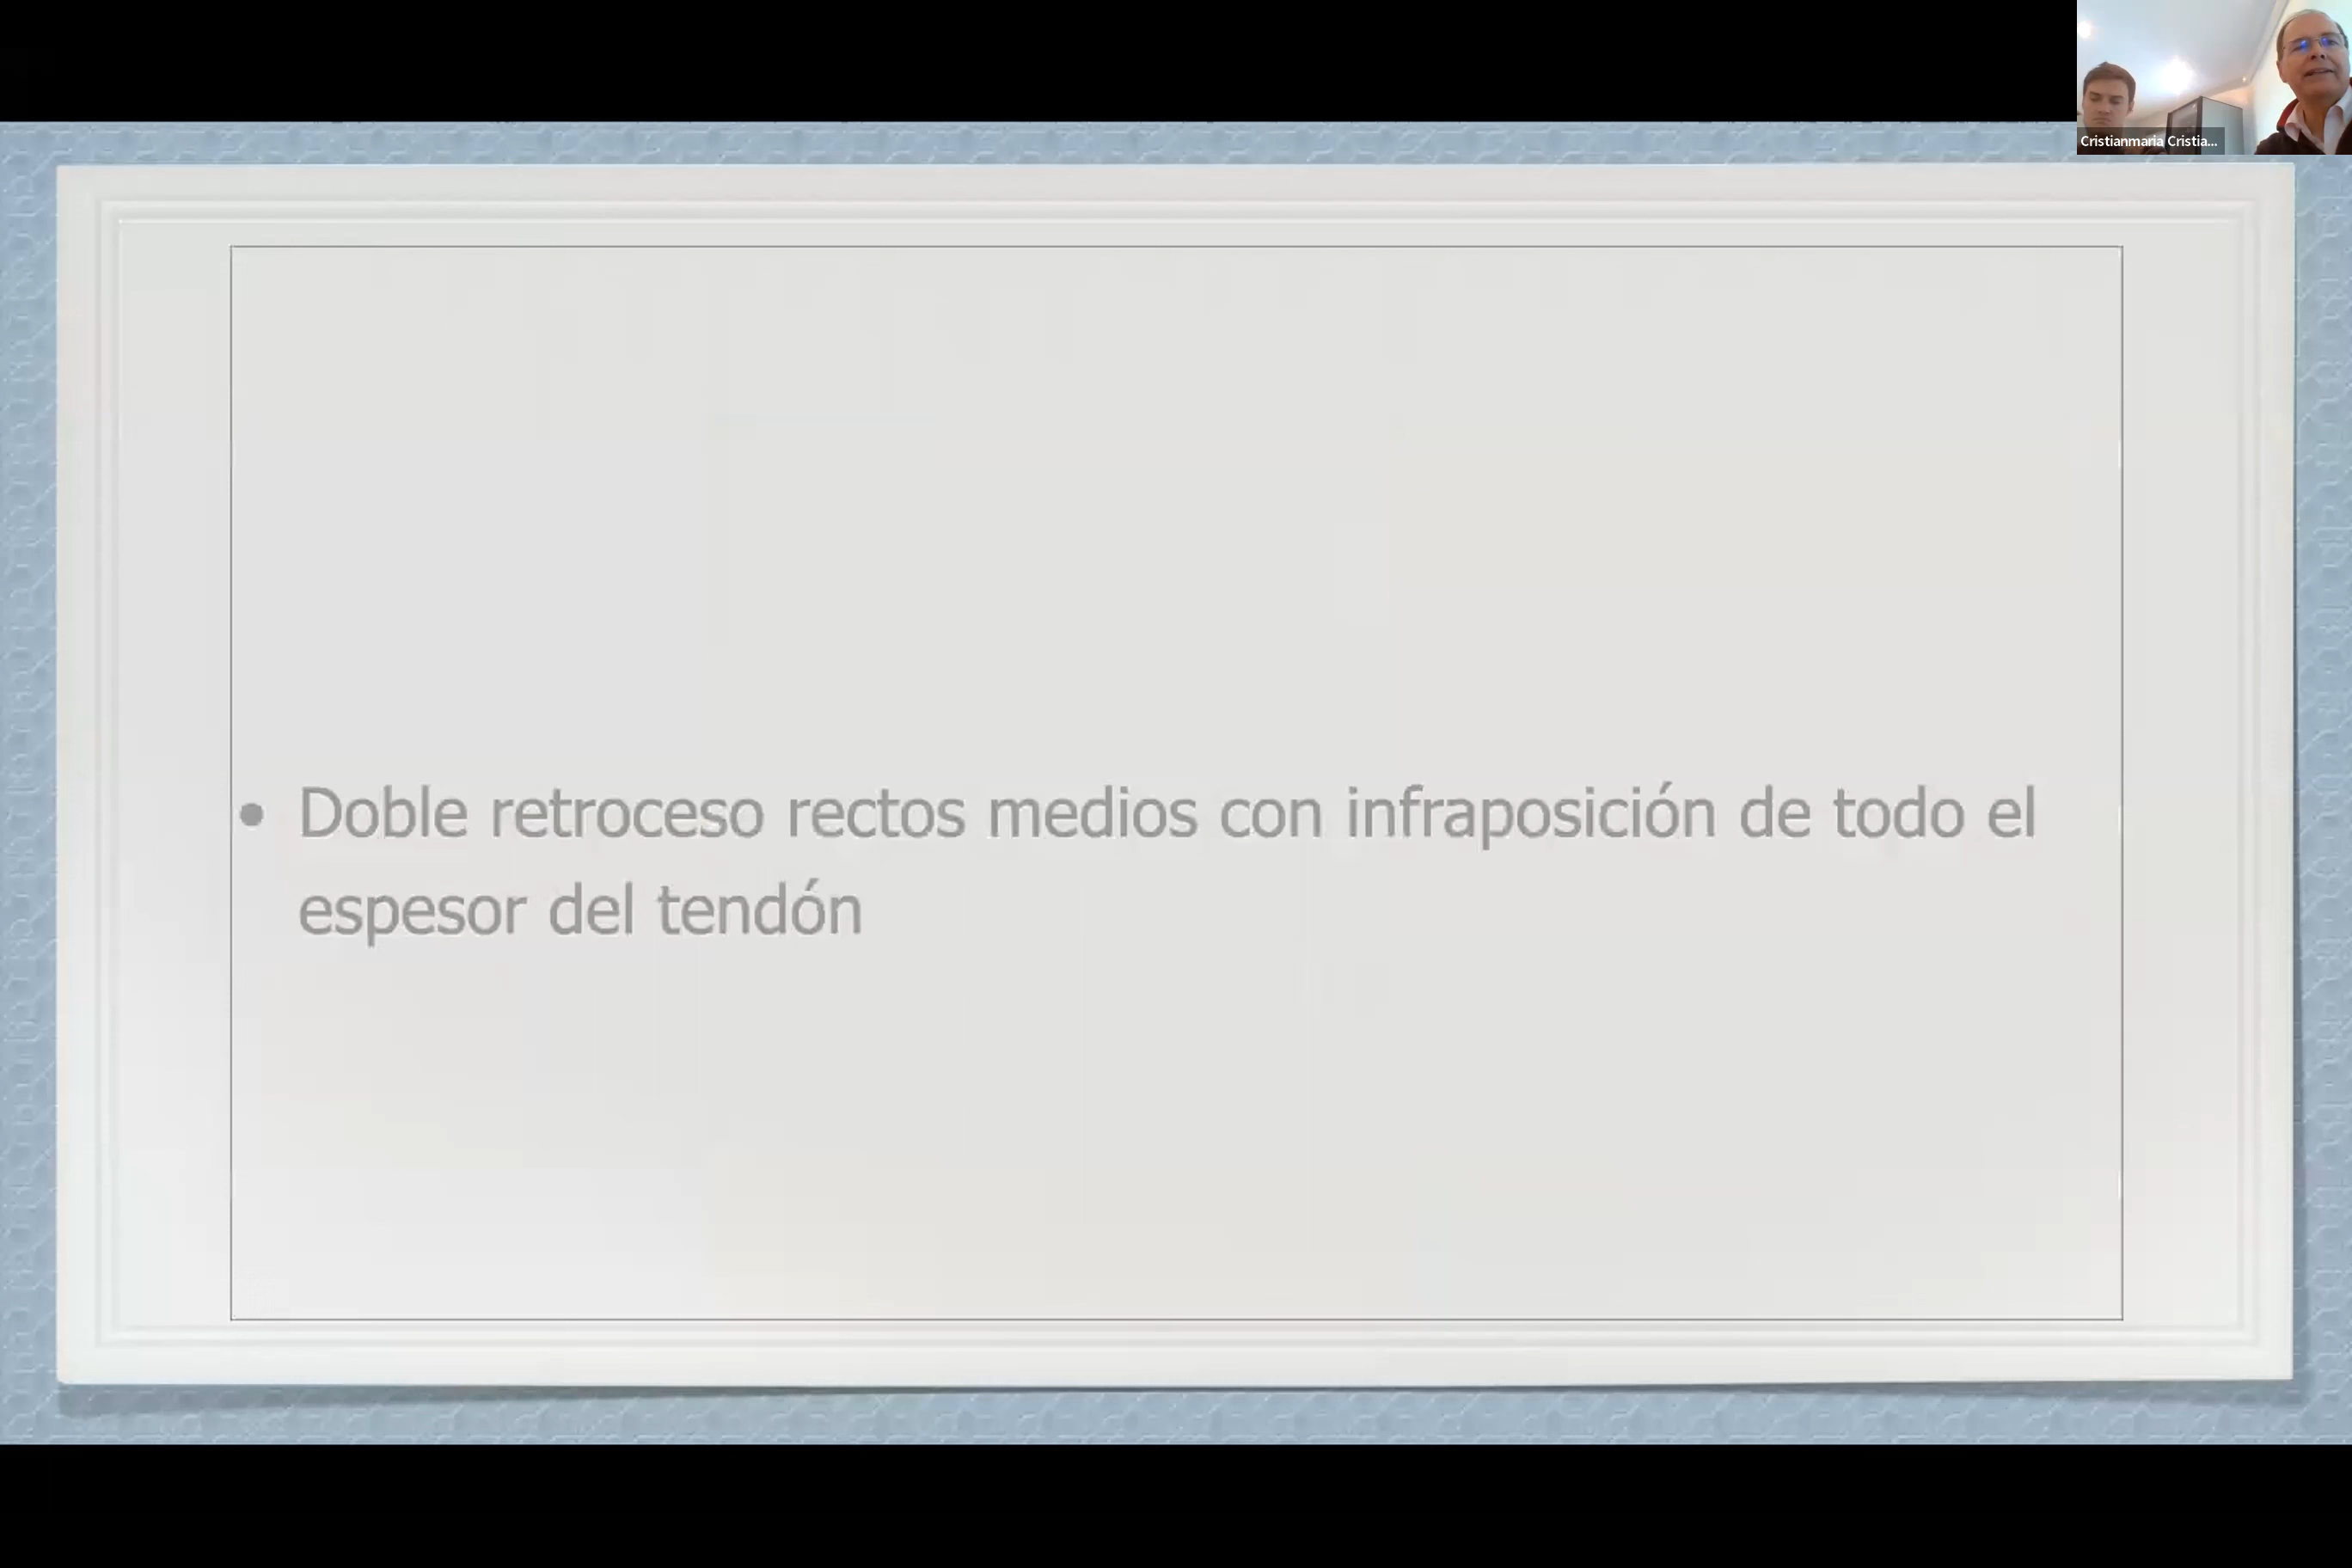 Cristianmaria Cristia...
• Doble retroceso rectos medios con infraposición de todo el
espesor del tendón